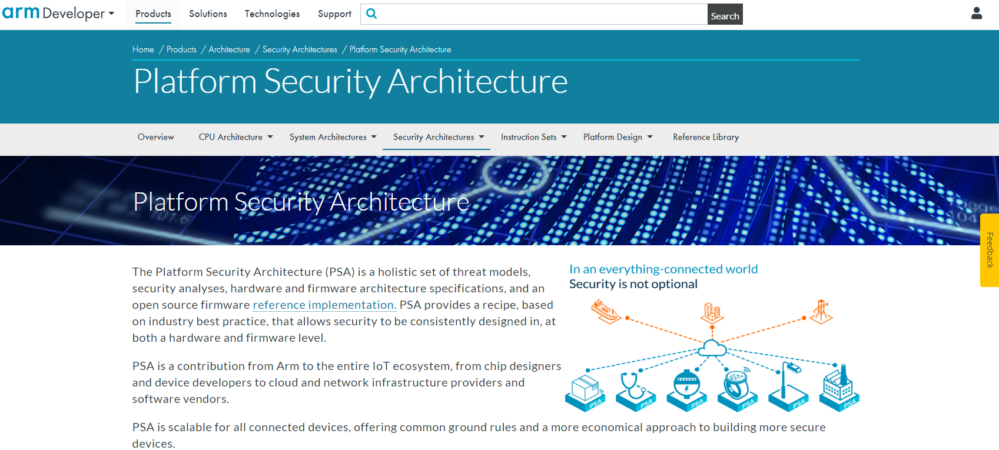 arm Developer
Products
Solutions
Technologies
Support
Search
Home / Products / Architecture / Security Architectures / Platform Security Architecture
Platform Security Architecture
Overview
CPU Architecture
System Architectures
Security Architectures
Instruction Sets
Platform Design
Reference Library
Platform Security Architecture
101.6
104
Feedback
The Platform Security Architecture (PSA) is a holistic set of threat models,
security analyses, hardware and firmware architecture specifications, and an
open source firmware reference implementation. PSA provides a recipe, based
on industry best practice, that allows security to be consistently designed in, at
both a hardware and firmware level.
PSA is a contribution from Arm to the entire IoT ecosystem, from chip designers
and device developers to cloud and network infrastructure providers and
software vendors.
In an everything-connected world
Security is not optional
PSA
PSA
PSA
PSA
PSA
PSA
PSA is scalable for all connected devices, offering common ground rules and a more economical approach to building more secure
devices.